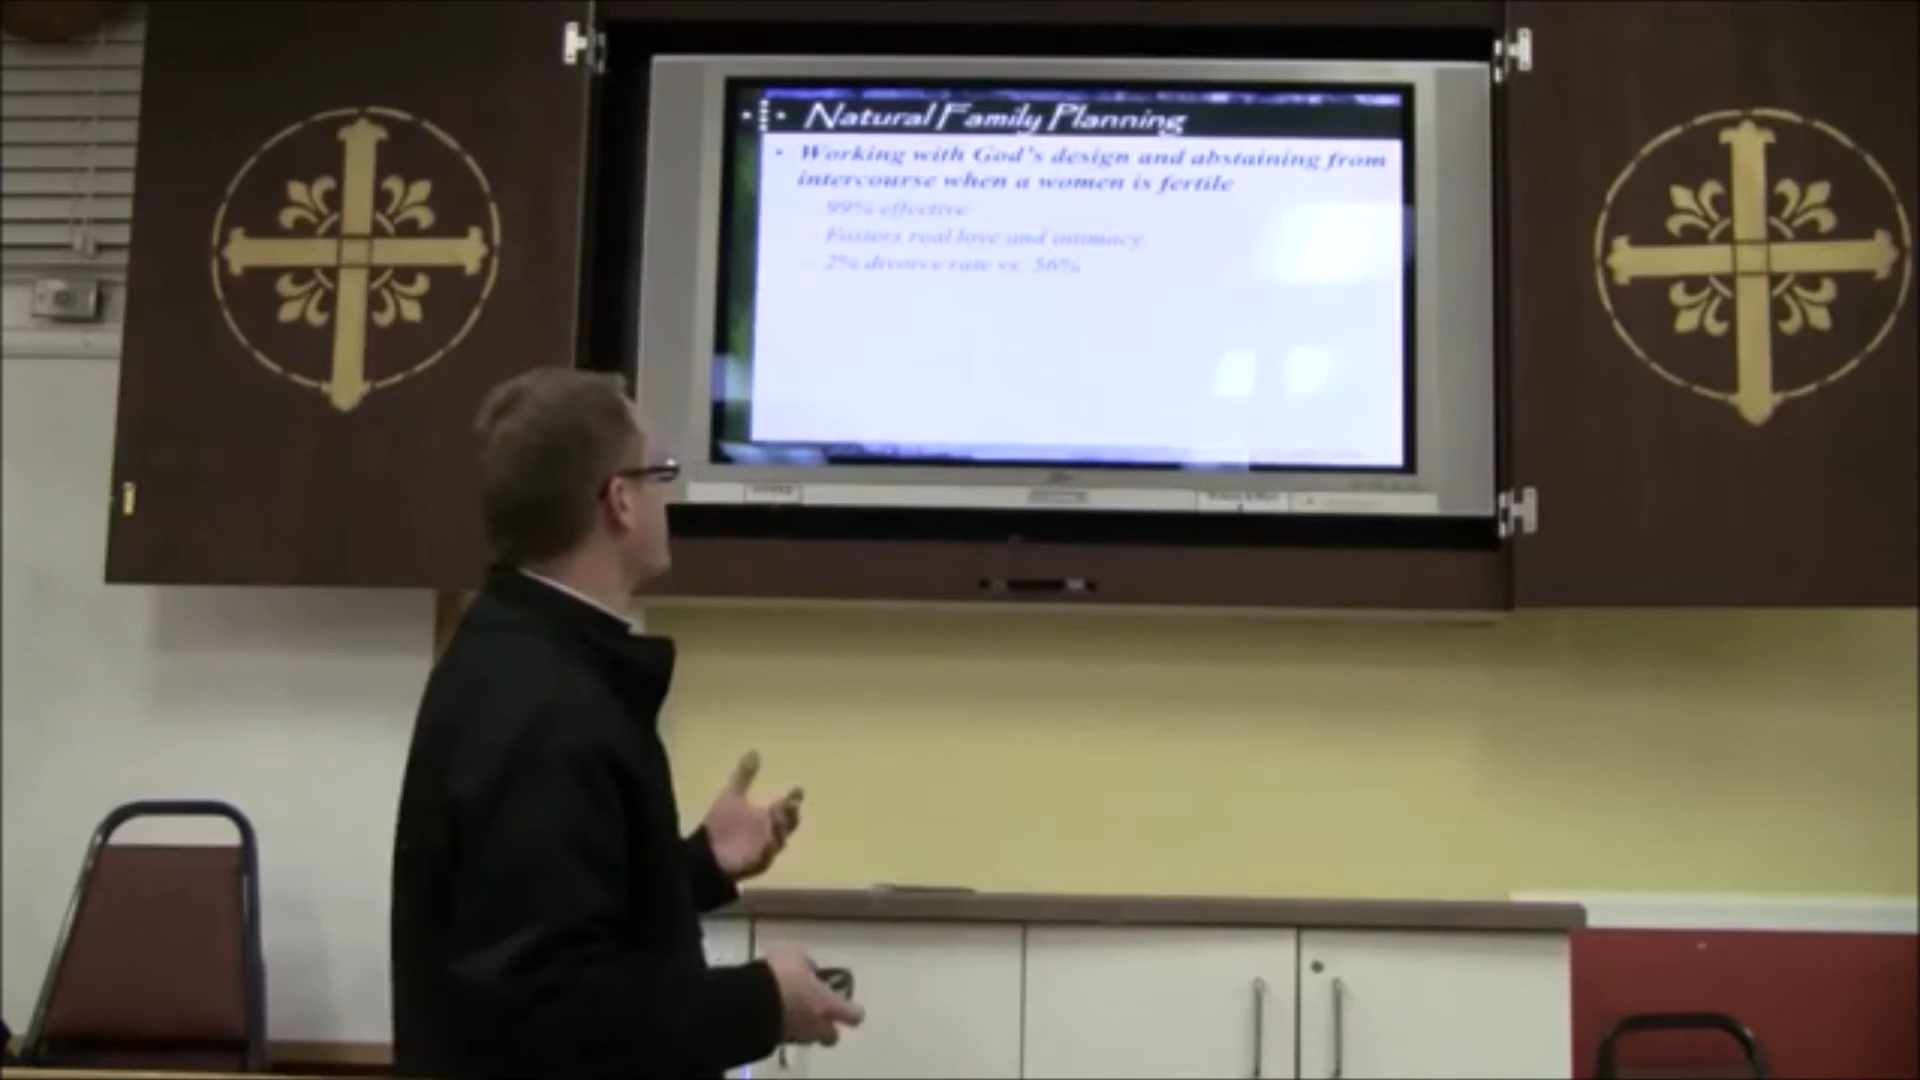 Natural Family Planning
• Working with God's design and abstaining from
intercourse when a women is fertile
– 99% effective
– Fosters real love and intimacy
– 2% divorce rate vs. 56%